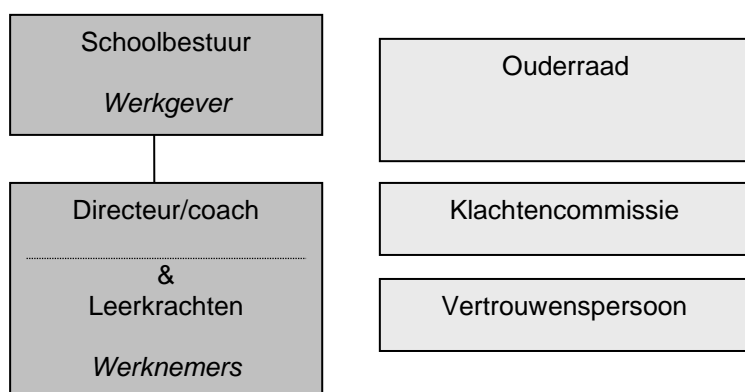 Schoolbestuur
Werkgever
Directeur/coach
&
Leerkrachten
Werknemers
Ouderraad
Klachtencommissie
Vertrouwenspersoon